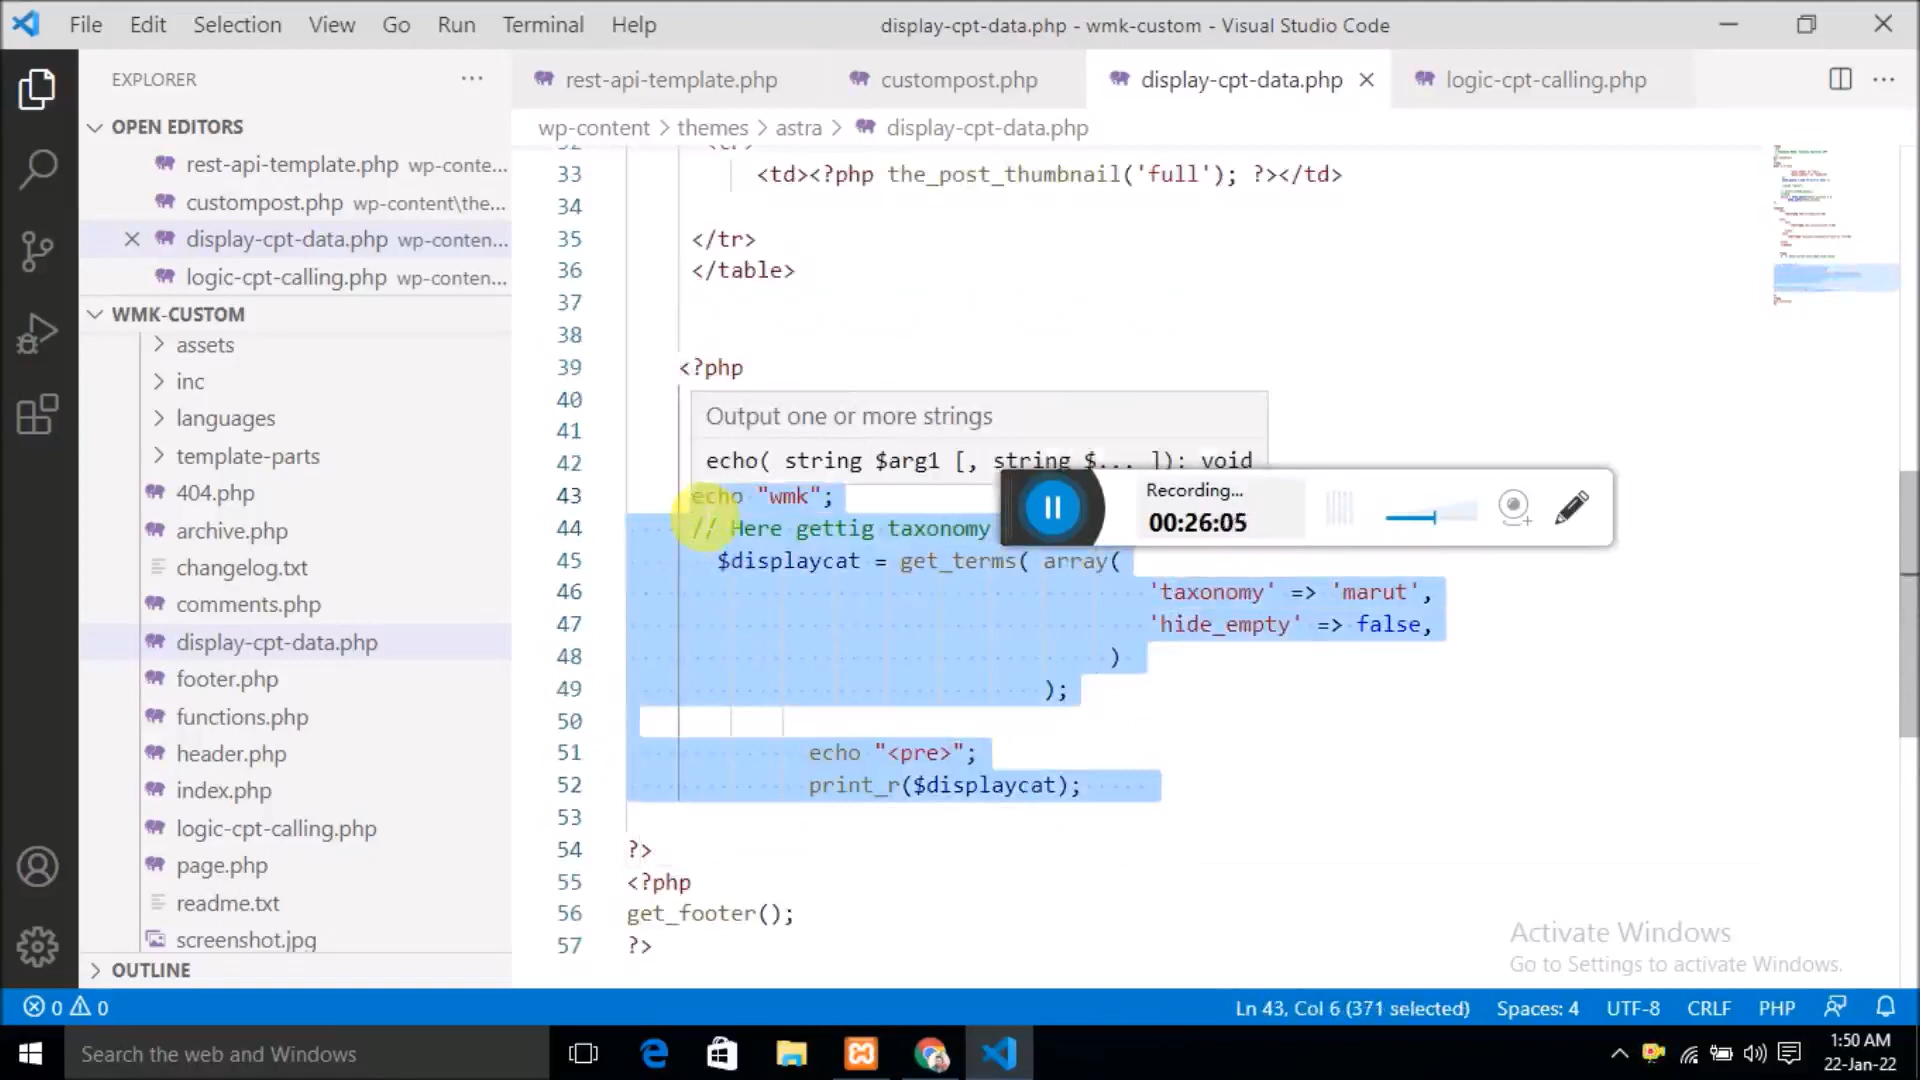 File Edit Selection View Go Run Terminal Help
display-cpt-data.php - wmk-custom - Visual Studio Code
EXPLORER
rest-api-template.php
custompost.php
display-cpt-data.php
logic-cpt-calling.php
wp-content > themes > astra > display-cpt-data.php
OPEN EDITORS
rest-api-template.php wp-conte...
custompost.php wp-content\the...
display-cpt-data.php wp-conten...
logic-cpt-calling.php wp-conten...
WMK-CUSTOM
assets
inc
languages
template-parts
404.php
archive.php
changelog.txt
comments.php
display-cpt-data.php
footer.php
functions.php
header.php
index.php
logic-cpt-calling.php
page.php
readme.txt
screenshot.jpg
OUTLINE
33 <td><?php the_post_thumbnail('full'); ?></td>
34
35 </tr>
36 </table>
37
38
39 <?php
40
Output one or more strings
41
42
echo( string $arg1 [, string $... ]): void
43 echo "wmk";
44 // Here gettig taxonomy
45 $displaycat = get_terms( array(
46 'taxonomy' => 'marut',
47 'hide_empty' => false,
48 )
49 );
50
51 echo "<pre>";
52 print_r($displaycat);
53
54 ?>
55 <?php
56 get_footer();
57 ?>
Recording...
00:26:05
Activate Windows
Go to Settings to activate Windows.
0 0
Ln 43, Col 6 (371 selected) Spaces: 4 UTF-8 CRLF PHP
Search the web and Windows
1:50 AM
22-Jan-22